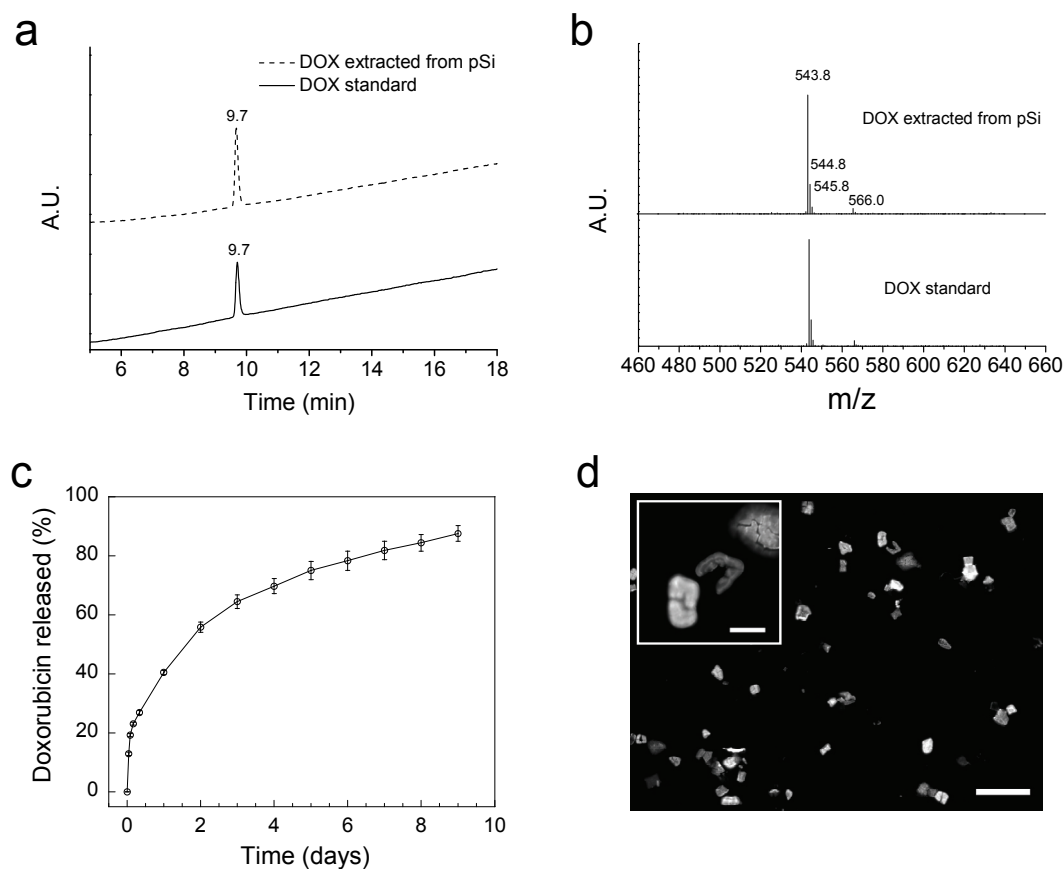 a
DOX extracted from pSi
DOX standard
9.7
9.7
A.U.
6 8 10 12 14 16 18
Time (min)
b
543.8
DOX extracted from pSi
544.8
545.8
566.0
A.U.
DOX standard
460 480 500 520 540 560 580 600 620 640 660
m/z
c
100
80
60
40
20
0
Doxorubicin released (%)
0 2 4 6 8 10
Time (days)
d